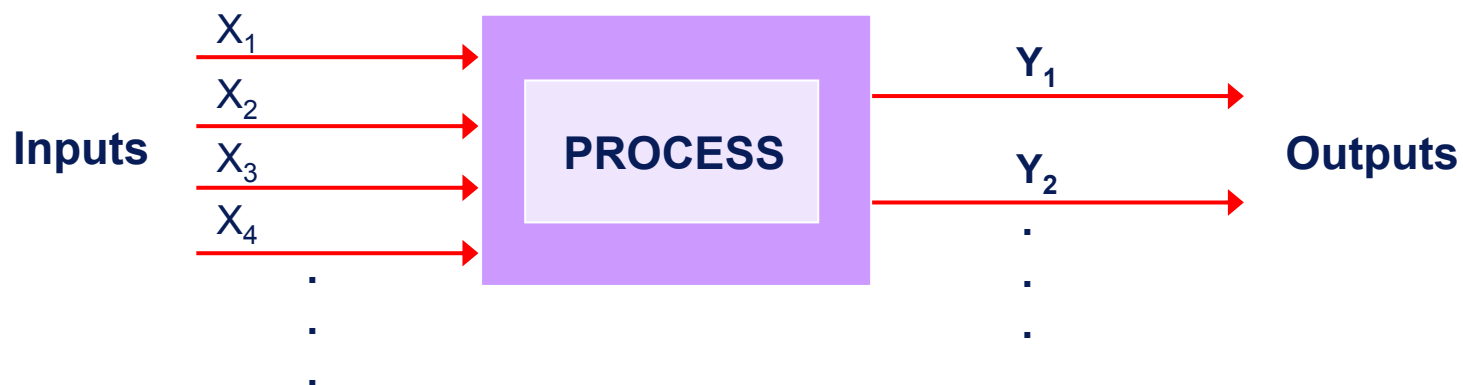 Inputs
X₁
X₂
X₃
X₄
.
.
.
PROCESS
Y₁
Y₂
.
.
.
Outputs